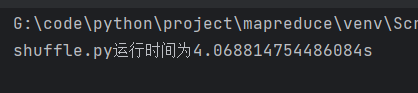 G:\code\python\project\mapreduce\venv\Scr
shuffle.py运行时间为4.068814754486084s